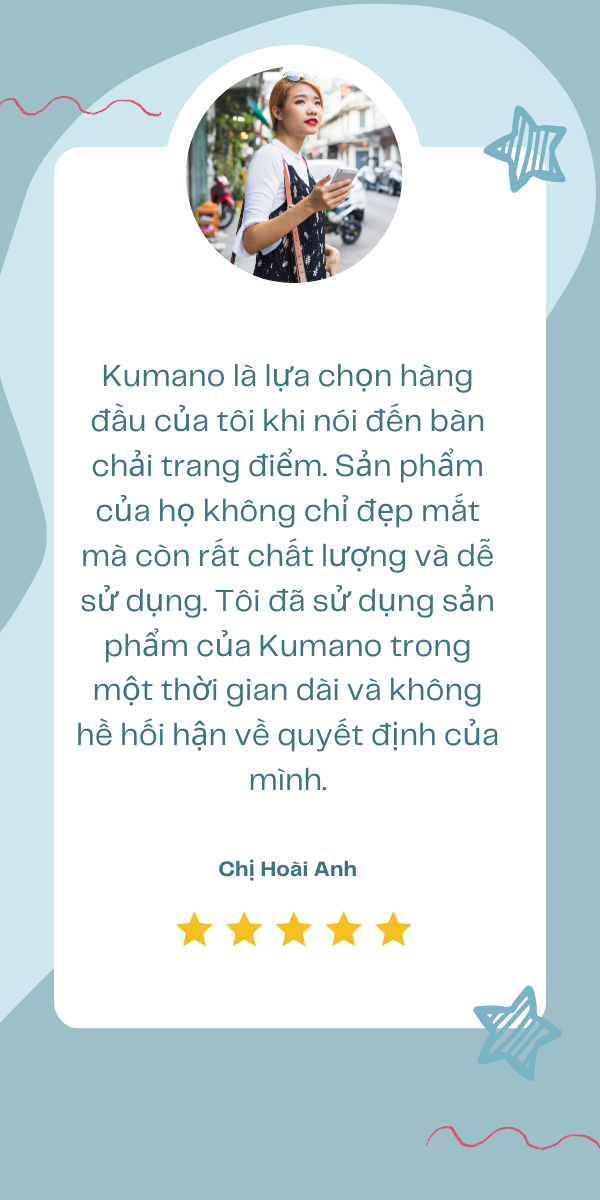 Kumano là lựa chọn hàng
đầu của tôi khi nói đến bàn
chải trang điểm. Sản phẩm
của họ không chỉ đẹp mắt
mà còn rất chất lượng và dễ
sử dụng. Tôi đã sử dụng sản
phẩm của Kumano trong
một thời gian dài và không
hề hối hận về quyết định của
mình.
Chị Hoài Anh